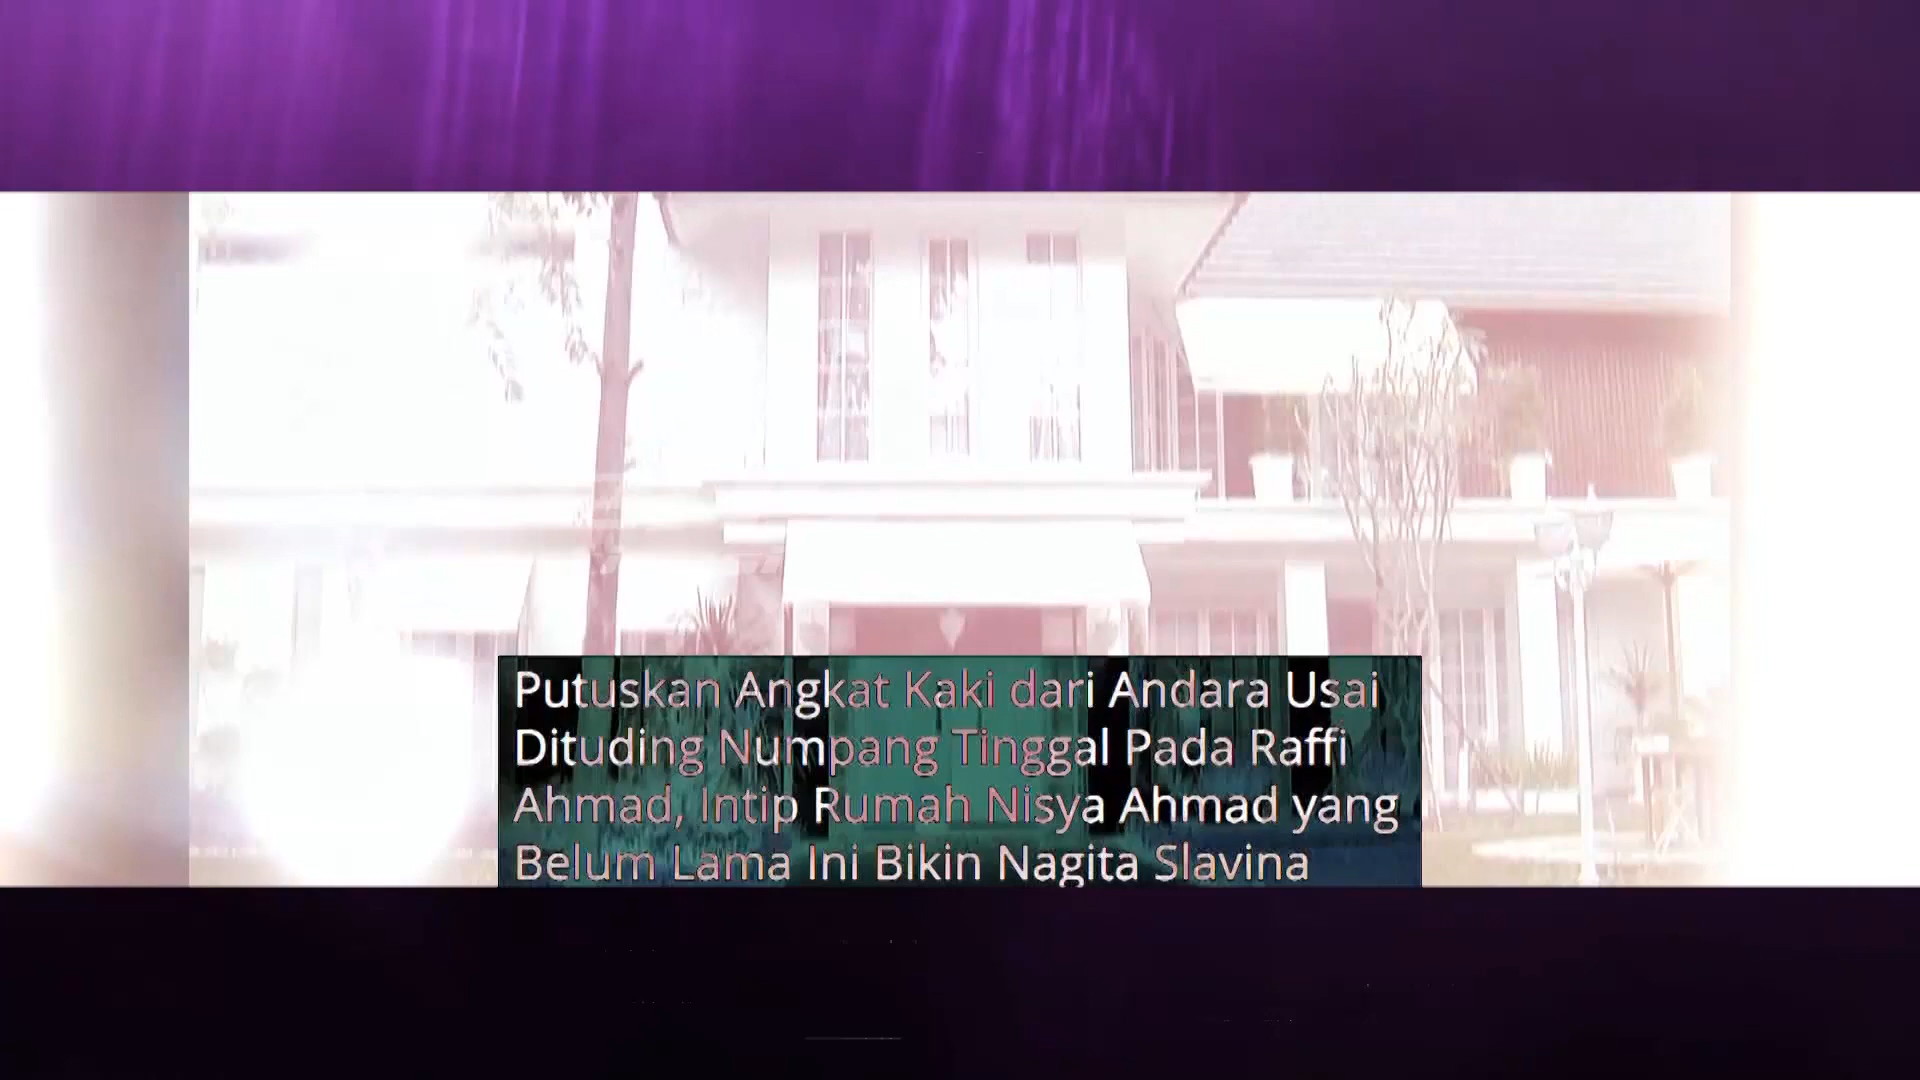 Putuskan Angkat Kaki dari Andara Usai
Dituding Numpang Tinggal Pada Raffi
Ahmad, Intip Rumah Nisya Ahmad yang
Belum Lama Ini Bikin Nagita Slavina